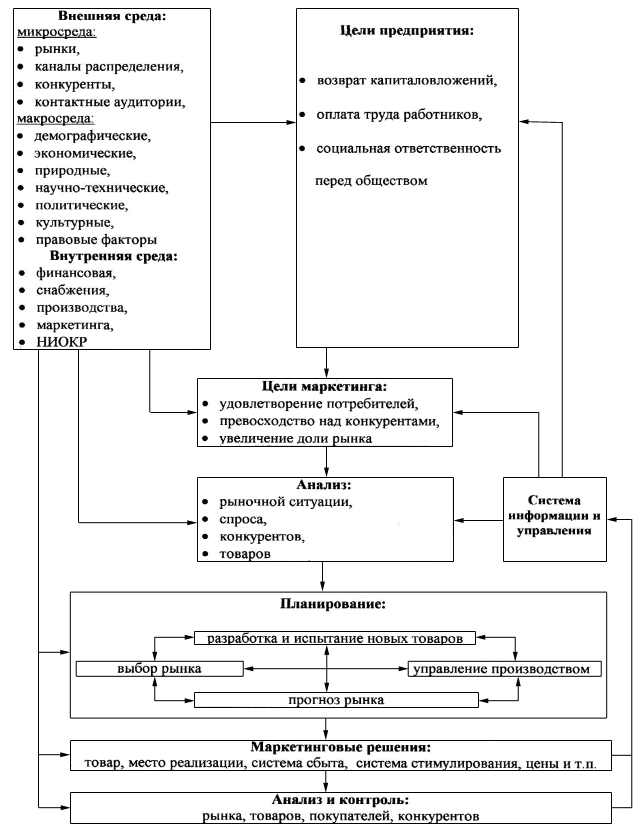 Внешняя среда:
микросреда:
• рынки,
• каналы распределения,
• конкуренты,
• контактные аудитории,
макросреда:
• демографические,
• экономические,
• природные,
• научно-технические,
• политические,
• культурные,
• правовые факторы
Внутренняя среда:
• финансовая,
• снабжения,
• производства,
• маркетинга,
• НИОКР
Цели предприятия:
• возврат капиталовложений,
• оплата труда работников,
• социальная ответственность
перед обществом
Цели маркетинга:
• удовлетворение потребителей,
• превосходство над конкурентами,
• увеличение доли рынка
Анализ:
• рыночной ситуации,
• спроса,
• конкурентов,
• товаров
Система
информации и
управления
Планирование:
разработка и испытание новых товаров
выбор рынка
управление производством
прогноз рынка
Маркетинговые решения:
товар, место реализации, система сбыта, система стимулирования, цены и т.п.
Анализ и контроль:
рынка, товаров, покупателей, конкурентов